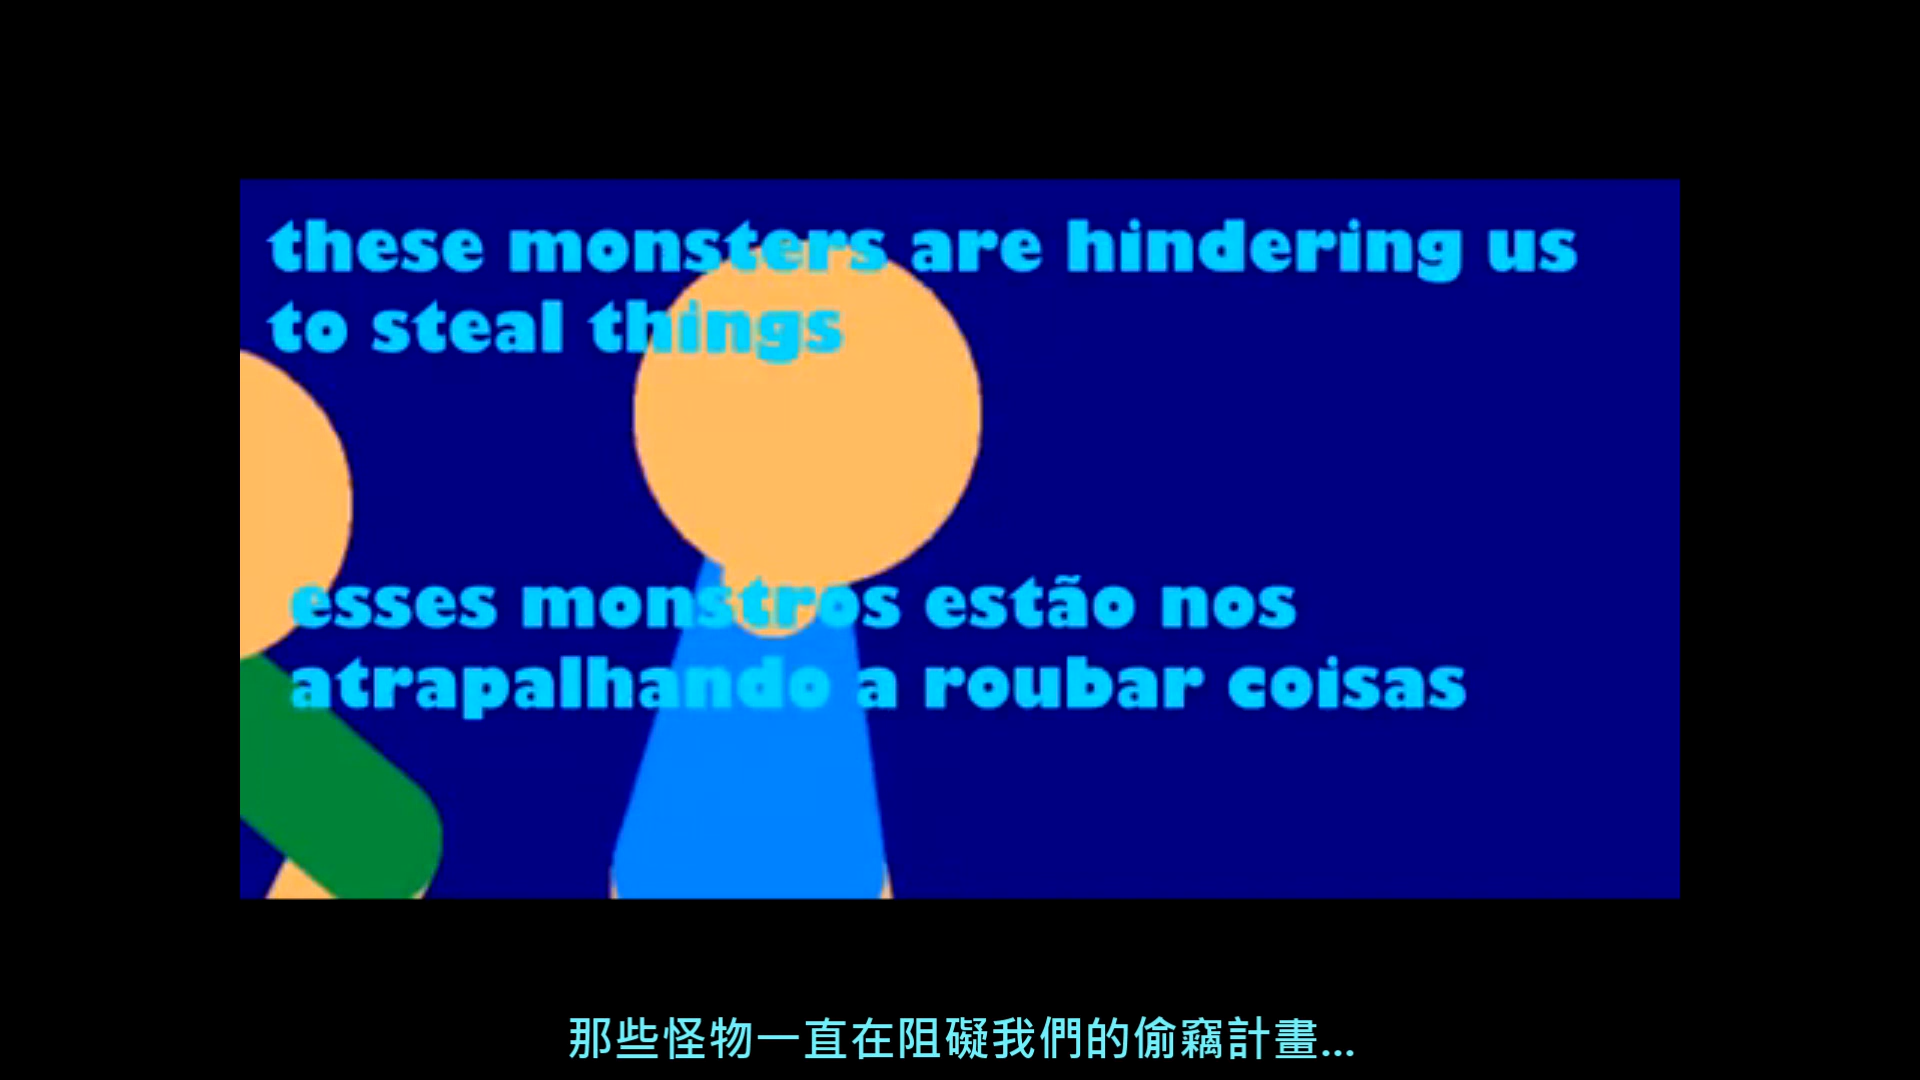 these monsters are hindering us
to steal things
esses monstros estão nos
atrapalhando a roubar coisas
那些怪物一直在阻礙我們的偷竊計畫...